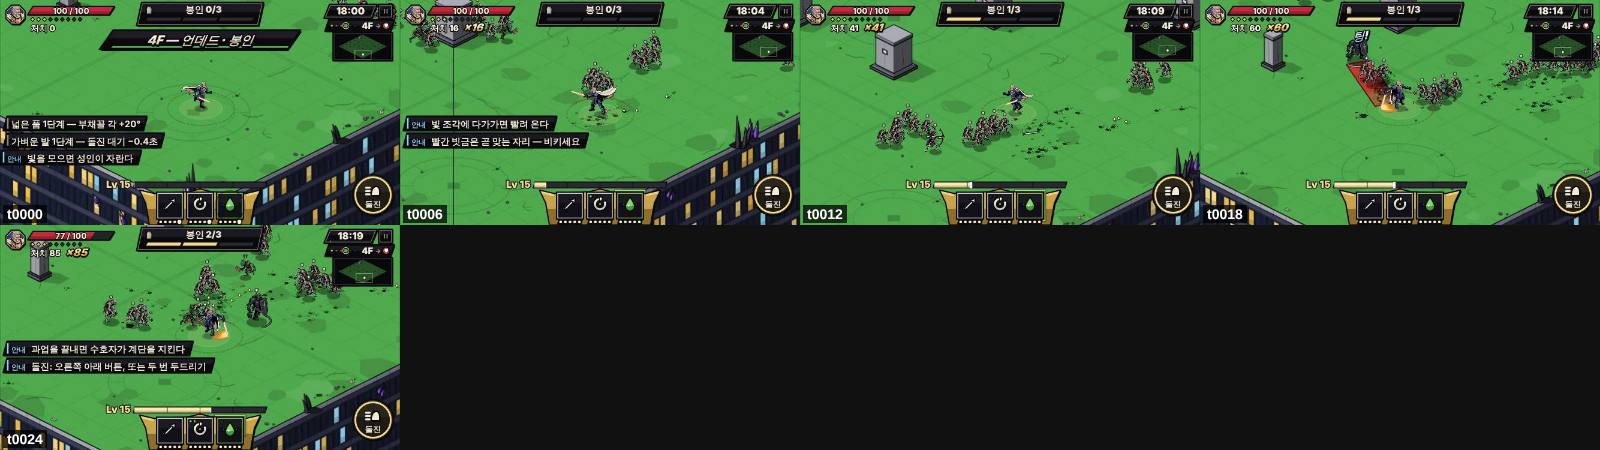 100 / 100
처치 0
봉인 0/3
18:00
4F
4F — 언데드 · 봉인
넓은 품 1단계 — 부채꼴 각 +20°
가벼운 발 1단계 — 돌진 대기 −0.4초
안내 빛을 모으면 성인이 자란다
Lv 15
돌진
t0000
100 / 100
처치 16 ×16
봉인 0/3
18:04
4F
안내 빛 조각에 다가가면 빨려 온다
안내 빨간 빗금은 곧 맞는 자리 — 비키세요
Lv 15
돌진
t0006
100 / 100
처치 41 ×41
봉인 1/3
18:09
4F
Lv 15
돌진
t0012
100 / 100
처치 60 ×60
봉인 1/3
18:14
4F
Lv 15
돌진
t0018
77 / 100
처치 85 ×85
봉인 2/3
18:19
4F
안내 과업을 끝내면 수호자가 계단을 지킨다
안내 돌진: 오른쪽 아래 버튼, 또는 두 번 두드리기
Lv 15
돌진
t0024